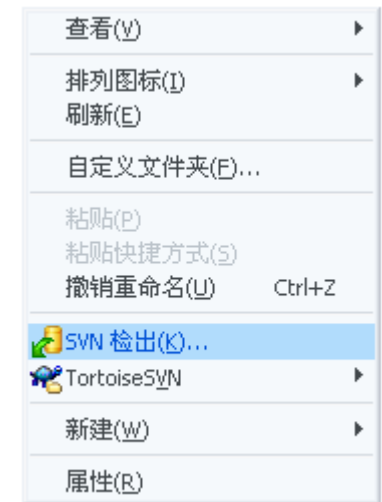 查看(V)
排列图标(I)
刷新(E)
自定义文件夹(F)...
粘贴(P)
粘贴快捷方式(S)
撤销重命名(U) Ctrl+Z
SVN 检出(K)...
TortoiseSVN
新建(W)
属性(R)